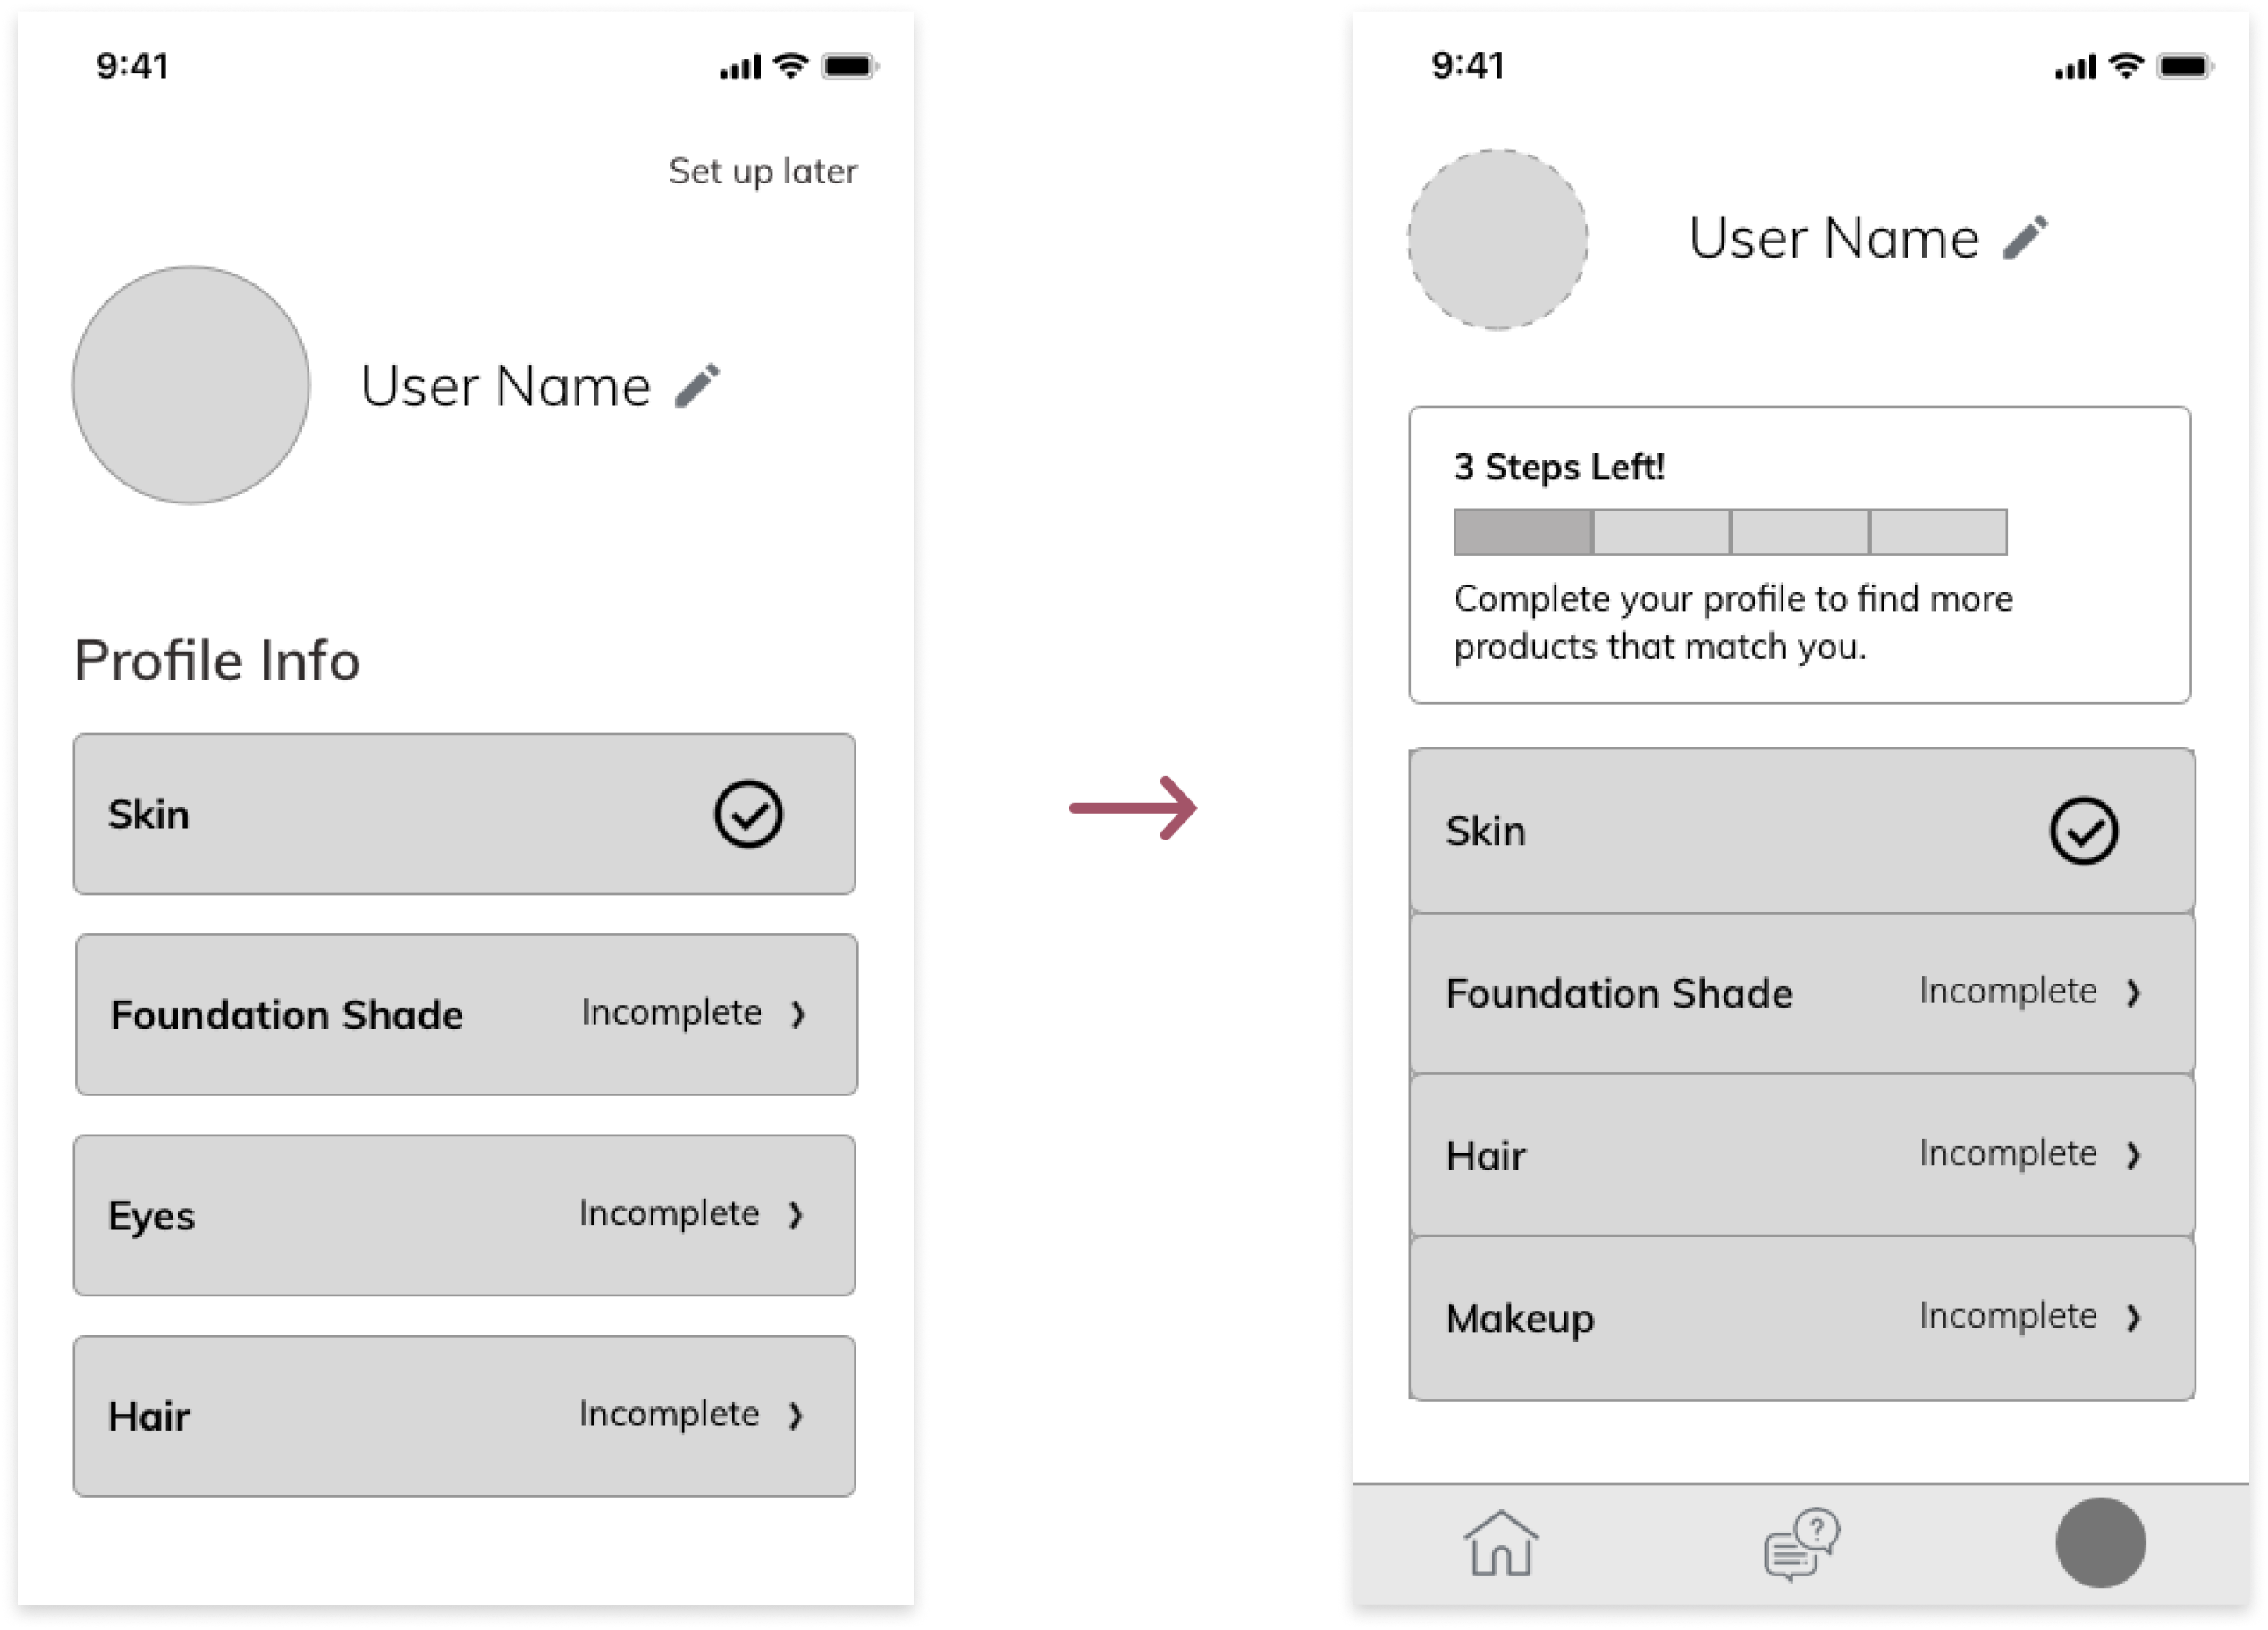 9:41
Set up later
User Name
Profile Info
Skin
Foundation Shade Incomplete
Eyes Incomplete
Hair Incomplete
9:41
User Name
3 Steps Left!
Complete your profile to find more
products that match you.
Skin
Foundation Shade Incomplete
Hair Incomplete
Makeup Incomplete
?